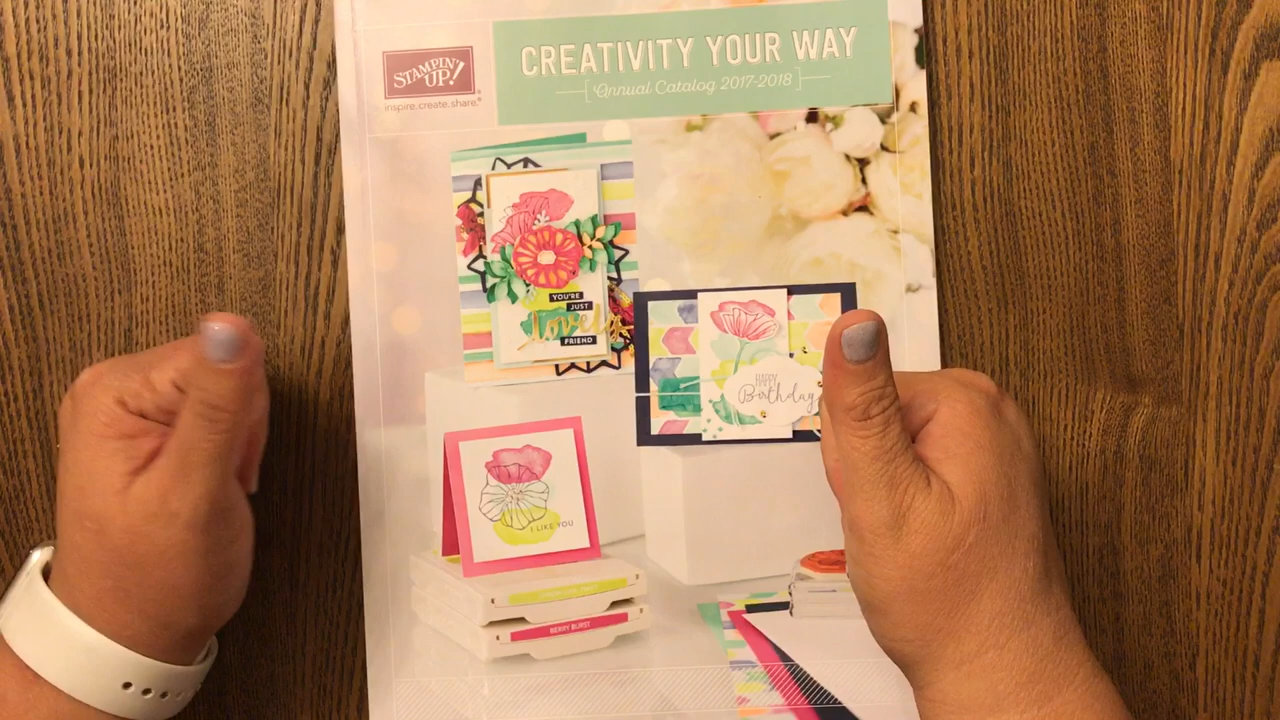 STAMPIN' UP!
inspire.create.share.®
CREATIVITY YOUR WAY
Annual Catalog 2017-2018
YOU'RE
JUST
lovely
FRIEND
HAPPY
Birthday
I LIKE YOU
BERRY BURST